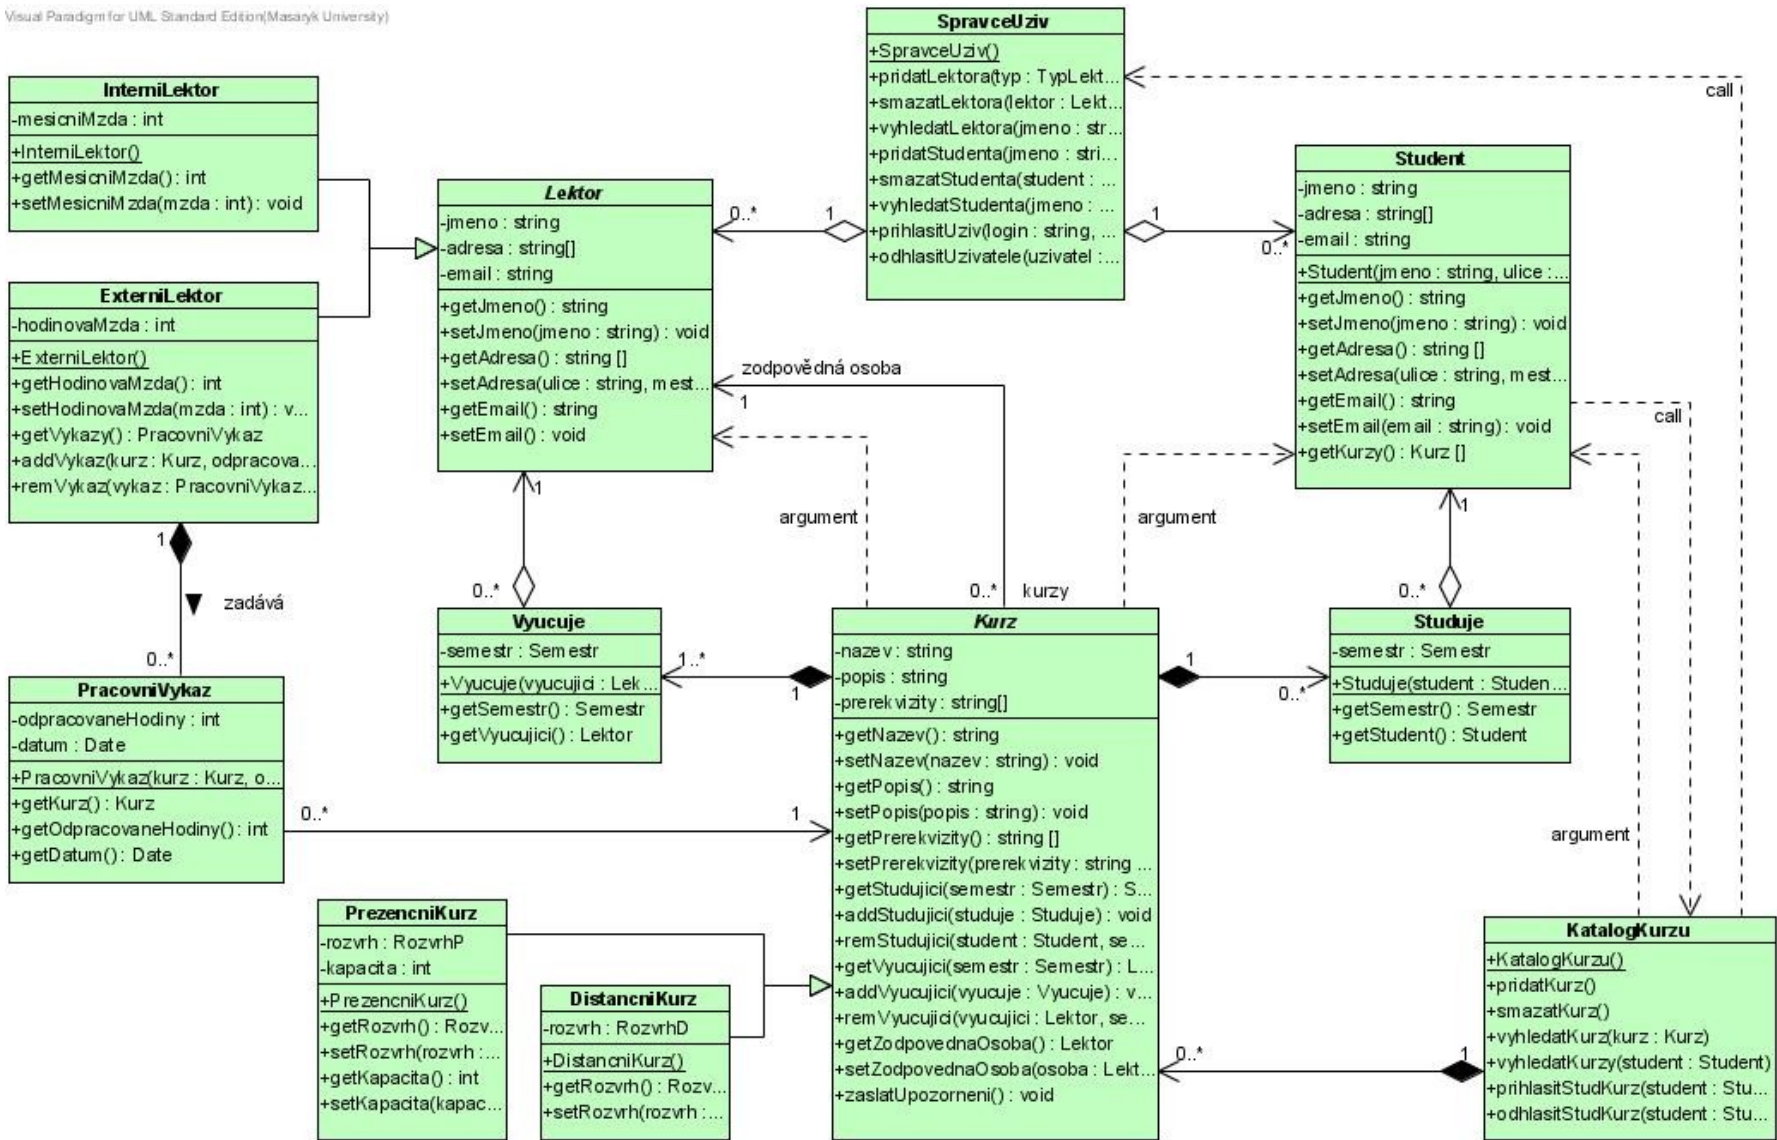 Visual Paradigm for UML Standard Edition(Masaryk University)
SpravceUziv
+SpravceUziv()
+pridatLektora(typ : TypLekt...
+smazatLektora(lektor : Lekt...
+vyhledatLektora(jmeno : str...
+pridatStudenta(jmeno : stri...
+smazatStudenta(student : ...
+vyhledatStudenta(jmeno : ...
+prihlasitUziv(login : string, ...
+odhlasitUzivatele(uzivatel :...
call
InterniLektor
-mesicniMzda : int
+InterniLektor()
+getMesicniMzda() : int
+setMesicniMzda(mzda : int) : void
Lektor
-jmeno : string
-adresa : string[]
-email : string
+getJmeno() : string
+setJmeno(jmeno : string) : void
+getAdresa() : string []
+setAdresa(ulice : string, mest...
+getEmail() : string
+setEmail() : void
0..*
1
1
0..*
Student
-jmeno : string
-adresa : string[]
-email : string
+Student(jmeno : string, ulice :...
+getJmeno() : string
+setJmeno(jmeno : string) : void
+getAdresa() : string []
+setAdresa(ulice : string, mest...
+getEmail() : string
+setEmail(email : string) : void
+getKurzy() : Kurz []
ExterniLektor
-hodinovaMzda : int
+ExterniLektor()
+getHodinovaMzda() : int
+setHodinovaMzda(mzda : int) : v...
+getVykazy() : PracovniVykaz
+addVykaz(kurz : Kurz, odpracova...
+remVykaz(vykaz : PracovniVykaz...
zodpovědná osoba
1
call
1
1
1
argument
argument
1
zadává
0..*
0..*
0..*
kurzy
0..*
Vyucuje
-semestr : Semestr
+Vyucuje(vyucujici : Lek...
+getSemestr() : Semestr
+getVyucujici() : Lektor
1..*
1
Kurz
-nazev : string
-popis : string
-prerekvizity : string[]
+getNazev() : string
+setNazev(nazev : string) : void
+getPopis() : string
+setPopis(popis : string) : void
+getPrerekvizity() : string []
+setPrerekvizity(prerekvizity : string ...
+getStudujici(semestr : Semestr) : S...
+addStudujici(studuje : Studuje) : void
+remStudujici(student : Student, se...
+getVyucujici(semestr : Semestr) : L...
+addVyucujici(vyucuje : Vyucuje) : v...
+remVyucujici(vyucujici : Lektor, se...
+getZodpovednaOsoba() : Lektor
+setZodpovednaOsoba(osoba : Lekt...
+zaslatUpozorneni() : void
1
0..*
Studuje
-semestr : Semestr
+Studuje(student : Studen...
+getSemestr() : Semestr
+getStudent() : Student
PracovniVykaz
-odpracovaneHodiny : int
-datum : Date
+PracovniVykaz(kurz : Kurz, o...
+getKurz() : Kurz
+getOdpracovaneHodiny() : int
+getDatum() : Date
0..*
1
argument
PrezencniKurz
-rozvrh : RozvrhP
-kapacita : int
+PrezencniKurz()
+getRozvrh() : Rozv...
+setRozvrh(rozvrh :...
+getKapacita() : int
+setKapacita(kapac...
DistancniKurz
-rozvrh : RozvrhD
+DistancniKurz()
+getRozvrh() : Rozv...
+setRozvrh(rozvrh :...
0..*
1
KatalogKurzu
+KatalogKurzu()
+pridatKurz()
+smazatKurz()
+vyhledatKurz(kurz : Kurz)
+vyhledatKurzy(student : Student)
+prihlasitStudKurz(student : Stu...
+odhlasitStudKurz(student : Stu...